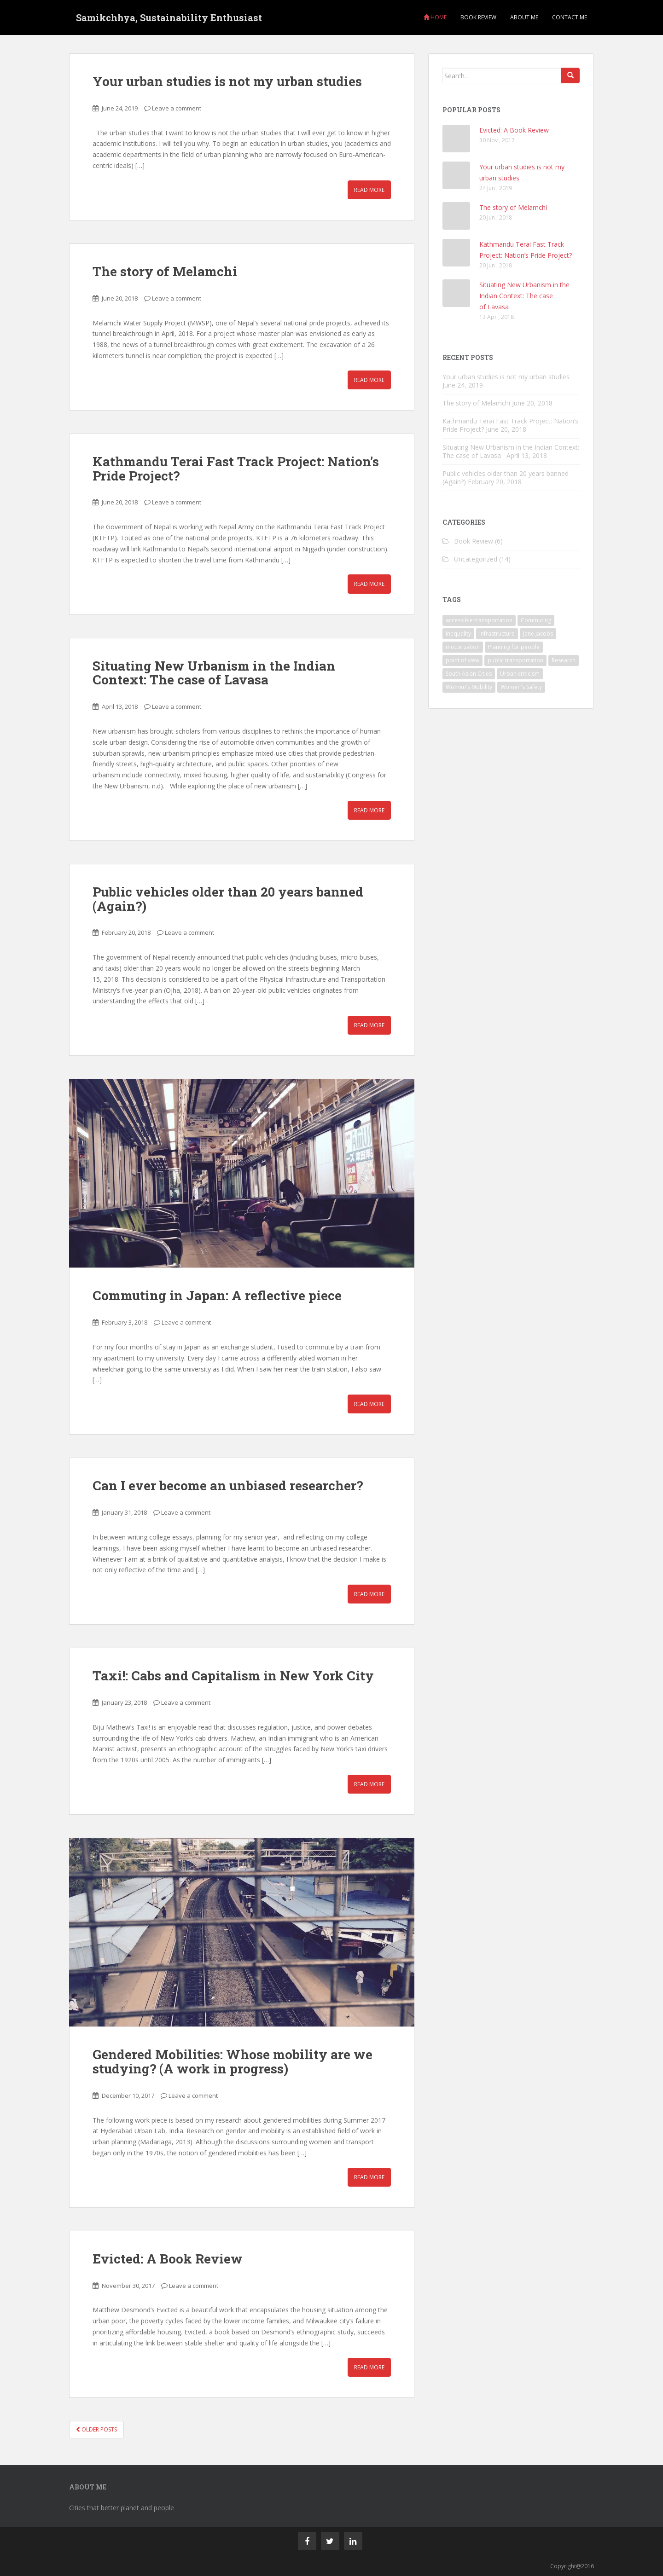 Samikchhya, Sustainability Enthusiast
HOME
BOOK REVIEW
ABOUT ME
CONTACT ME
Your urban studies is not my urban studies
June 24, 2019 Leave a comment
The urban studies that I want to know is not the urban studies that I will ever get to know in higher
academic institutions. I will tell you why. To begin an education in urban studies, you (academics and
academic departments in the field of urban planning who are narrowly focused on Euro-American-
centric ideals) […]
READ MORE
The story of Melamchi
June 20, 2018 Leave a comment
Melamchi Water Supply Project (MWSP), one of Nepal's several national pride projects, achieved its
tunnel breakthrough in April, 2018. For a project whose master plan was envisioned as early as
1988, the news of a tunnel breakthrough comes with great excitement. The excavation of a 26
kilometers tunnel is near completion; the project is expected […]
READ MORE
Kathmandu Terai Fast Track Project: Nation's
Pride Project?
June 20, 2018 Leave a comment
The Government of Nepal is working with Nepal Army on the Kathmandu Terai Fast Track Project
(KTFTP). Touted as one of the national pride projects, KTFTP is a 76 kilometers roadway. This
roadway will link Kathmandu to Nepal's second international airport in Nijgadh (under construction).
KTFTP is expected to shorten the travel time from Kathmandu […]
READ MORE
Situating New Urbanism in the Indian
Context: The case of Lavasa
April 13, 2018 Leave a comment
New urbanism has brought scholars from various disciplines to rethink the importance of human
scale urban design. Considering the rise of automobile driven communities and the growth of
suburban sprawls, new urbanism principles emphasize mixed-use cities that provide pedestrian-
friendly streets, high-quality architecture, and public spaces. Other priorities of new
urbanism include connectivity, mixed housing, higher quality of life, and sustainability (Congress for
the New Urbanism, n.d). While exploring the place of new urbanism […]
READ MORE
Public vehicles older than 20 years banned
(Again?)
February 20, 2018 Leave a comment
The government of Nepal recently announced that public vehicles (including buses, micro buses,
and taxis) older than 20 years would no longer be allowed on the streets beginning March
15, 2018. This decision is considered to be a part of the Physical Infrastructure and Transportation
Ministry's five-year plan (Ojha, 2018). A ban on 20-year-old public vehicles originates from
understanding the effects that old […]
READ MORE
Commuting in Japan: A reflective piece
February 3, 2018 Leave a comment
For my four months of stay in Japan as an exchange student, I used to commute by a train from
my apartment to my university. Every day I came across a differently-abled woman in her
wheelchair going to the same university as I did. When I saw her near the train station, I also saw
[…]
READ MORE
Can I ever become an unbiased researcher?
January 31, 2018 Leave a comment
In between writing college essays, planning for my senior year, and reflecting on my college
learnings, I have been asking myself whether I have learnt to become an unbiased researcher.
Whenever I am at a brink of qualitative and quantitative analysis, I know that the decision I make is
not only reflective of the time and […]
READ MORE
Taxi!: Cabs and Capitalism in New York City
January 23, 2018 Leave a comment
Biju Mathew's Taxi! is an enjoyable read that discusses regulation, justice, and power debates
surrounding the life of New York's cab drivers. Mathew, an Indian immigrant who is an American
Marxist activist, presents an ethnographic account of the struggles faced by New York's taxi drivers
from the 1920s until 2005. As the number of immigrants […]
READ MORE
Gendered Mobilities: Whose mobility are we
studying? (A work in progress)
December 10, 2017 Leave a comment
The following work piece is based on my research about gendered mobilities during Summer 2017
at Hyderabad Urban Lab, India. Research on gender and mobility is an established field of work in
urban planning (Madariaga, 2013). Although the discussions surrounding women and transport
began only in the 1970s, the notion of gendered mobilities has been […]
READ MORE
Evicted: A Book Review
November 30, 2017 Leave a comment
Matthew Desmond's Evicted is a beautiful work that encapsulates the housing situation among the
urban poor, the poverty cycles faced by the lower income families, and Milwaukee city's failure in
prioritizing affordable housing. Evicted, a book based on Desmond's ethnographic study, succeeds
in articulating the link between stable shelter and quality of life alongside the […]
READ MORE
OLDER POSTS
Search...
POPULAR POSTS
Evicted: A Book Review
30 Nov , 2017
Your urban studies is not my
urban studies
24 Jun , 2019
The story of Melamchi
20 Jun , 2018
Kathmandu Terai Fast Track
Project: Nation's Pride Project?
20 Jun , 2018
Situating New Urbanism in the
Indian Context: The case
of Lavasa
13 Apr , 2018
RECENT POSTS
Your urban studies is not my urban studies
June 24, 2019
The story of Melamchi June 20, 2018
Kathmandu Terai Fast Track Project: Nation's
Pride Project? June 20, 2018
Situating New Urbanism in the Indian Context:
The case of Lavasa April 13, 2018
Public vehicles older than 20 years banned
(Again?) February 20, 2018
CATEGORIES
Book Review (6)
Uncategorized (14)
TAGS
accessible transportation Commuting
Inequality Infrastructure Jane Jacobs
Motorization Planning for people
point of view public transportation Research
South Asian Cities Urban criticism
Women's Mobility Women's Safety
ABOUT ME
Cities that better planet and people
Copyright@2016